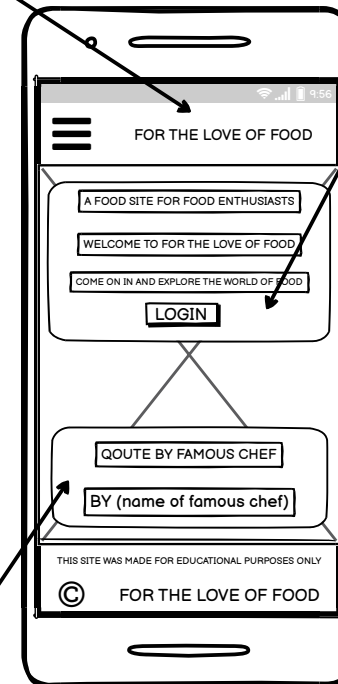 9:56
FOR THE LOVE OF FOOD
A FOOD SITE FOR FOOD ENTHUSIASTS
WELCOME TO FOR THE LOVE OF FOOD
COME ON IN AND EXPLORE THE WORLD OF FOOD
LOGIN
QOUTE BY FAMOUS CHEF
BY (name of famous chef)
THIS SITE WAS MADE FOR EDUCATIONAL PURPOSES ONLY
© FOR THE LOVE OF FOOD